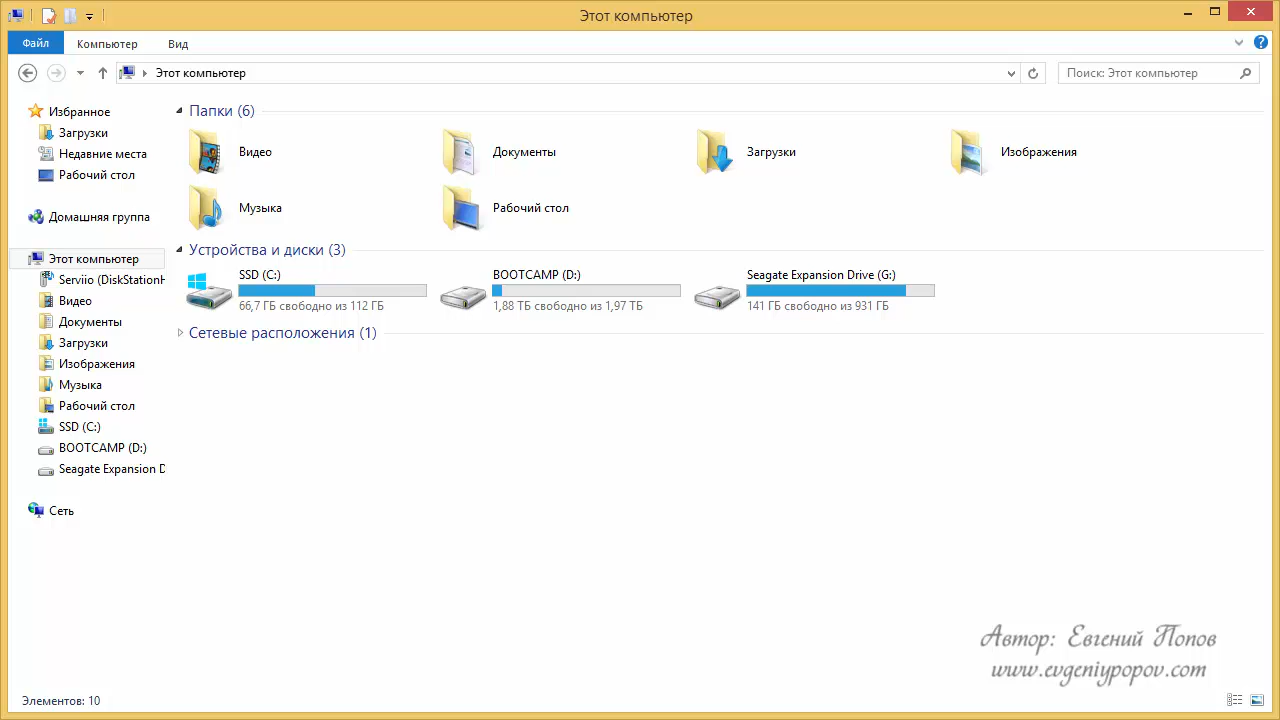 Этот компьютер
Файл
Компьютер
Вид
Этот компьютер
Поиск: Этот компьютер
Избранное
Загрузки
Недавние места
Рабочий стол
Домашняя группа
Этот компьютер
Serviio (DiskStationH
Видео
Документы
Загрузки
Изображения
Музыка
Рабочий стол
SSD (C:)
BOOTCAMP (D:)
Seagate Expansion D
Сеть
Папки (6)
Видео
Документы
Загрузки
Изображения
Музыка
Рабочий стол
Устройства и диски (3)
SSD (C:)
66,7 ГБ свободно из 112 ГБ
BOOTCAMP (D:)
1,88 ТБ свободно из 1,97 ТБ
Seagate Expansion Drive (G:)
141 ГБ свободно из 931 ГБ
Сетевые расположения (1)
Автор: Евгений Попов
www.evgeniypopov.com
Элементов: 10